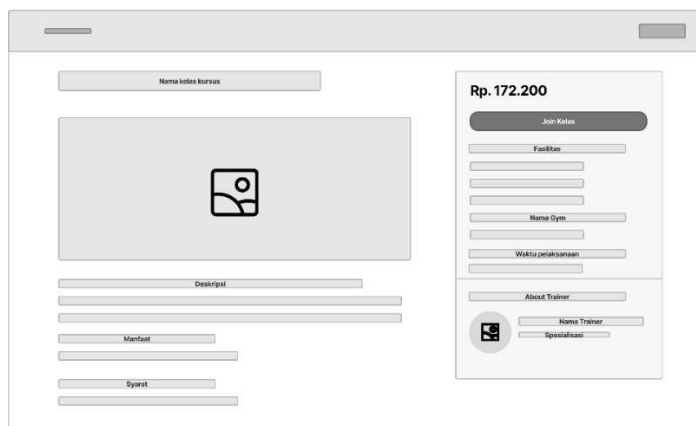 Nama kelas kursus
Deskripsi
Manfaat
Syarat
Rp. 172.200
Join Kelas
Fasilitas
Nama Gym
Waktu pelaksanaan
About Trainer
Nama Trainer
Spesialisasi